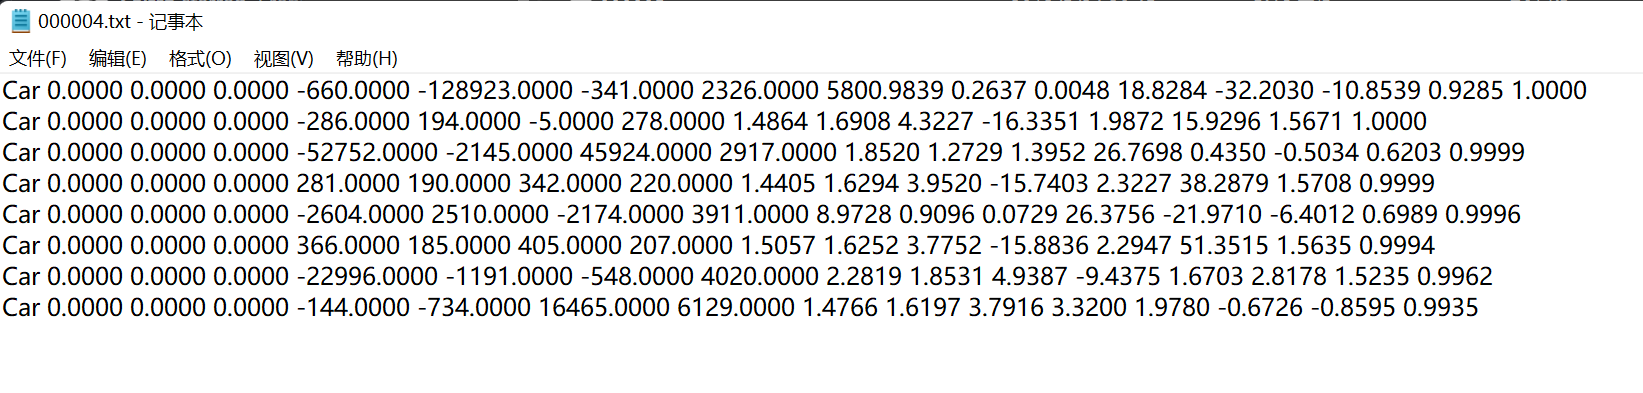 000004.txt - 记事本
文件(F) 编辑(E) 格式(O) 视图(V) 帮助(H)
Car 0.0000 0.0000 0.0000 -660.0000 -128923.0000 -341.0000 2326.0000 5800.9839 0.2637 0.0048 18.8284 -32.2030 -10.8539 0.9285 1.0000
Car 0.0000 0.0000 0.0000 -286.0000 194.0000 -5.0000 278.0000 1.4864 1.6908 4.3227 -16.3351 1.9872 15.9296 1.5671 1.0000
Car 0.0000 0.0000 0.0000 -52752.0000 -2145.0000 45924.0000 2917.0000 1.8520 1.2729 1.3952 26.7698 0.4350 -0.5034 0.6203 0.9999
Car 0.0000 0.0000 0.0000 281.0000 190.0000 342.0000 220.0000 1.4405 1.6294 3.9520 -15.7403 2.3227 38.2879 1.5708 0.9999
Car 0.0000 0.0000 0.0000 -2604.0000 2510.0000 -2174.0000 3911.0000 8.9728 0.9096 0.0729 26.3756 -21.9710 -6.4012 0.6989 0.9996
Car 0.0000 0.0000 0.0000 366.0000 185.0000 405.0000 207.0000 1.5057 1.6252 3.7752 -15.8836 2.2947 51.3515 1.5635 0.9994
Car 0.0000 0.0000 0.0000 -22996.0000 -1191.0000 -548.0000 4020.0000 2.2819 1.8531 4.9387 -9.4375 1.6703 2.8178 1.5235 0.9962
Car 0.0000 0.0000 0.0000 -144.0000 -734.0000 16465.0000 6129.0000 1.4766 1.6197 3.7916 3.3200 1.9780 -0.6726 -0.8595 0.9935